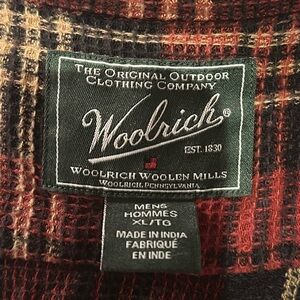 THE ORIGINAL OUTDOOR
CLOTHING COMPANY
Woolrich®
EST. 1830
WOOLRICH WOOLEN MILLS
WOOLRICH, PENNSYLVANIA
MENS
HOMMES
XL/TG
MADE IN INDIA
FABRIQUÉ
EN INDE